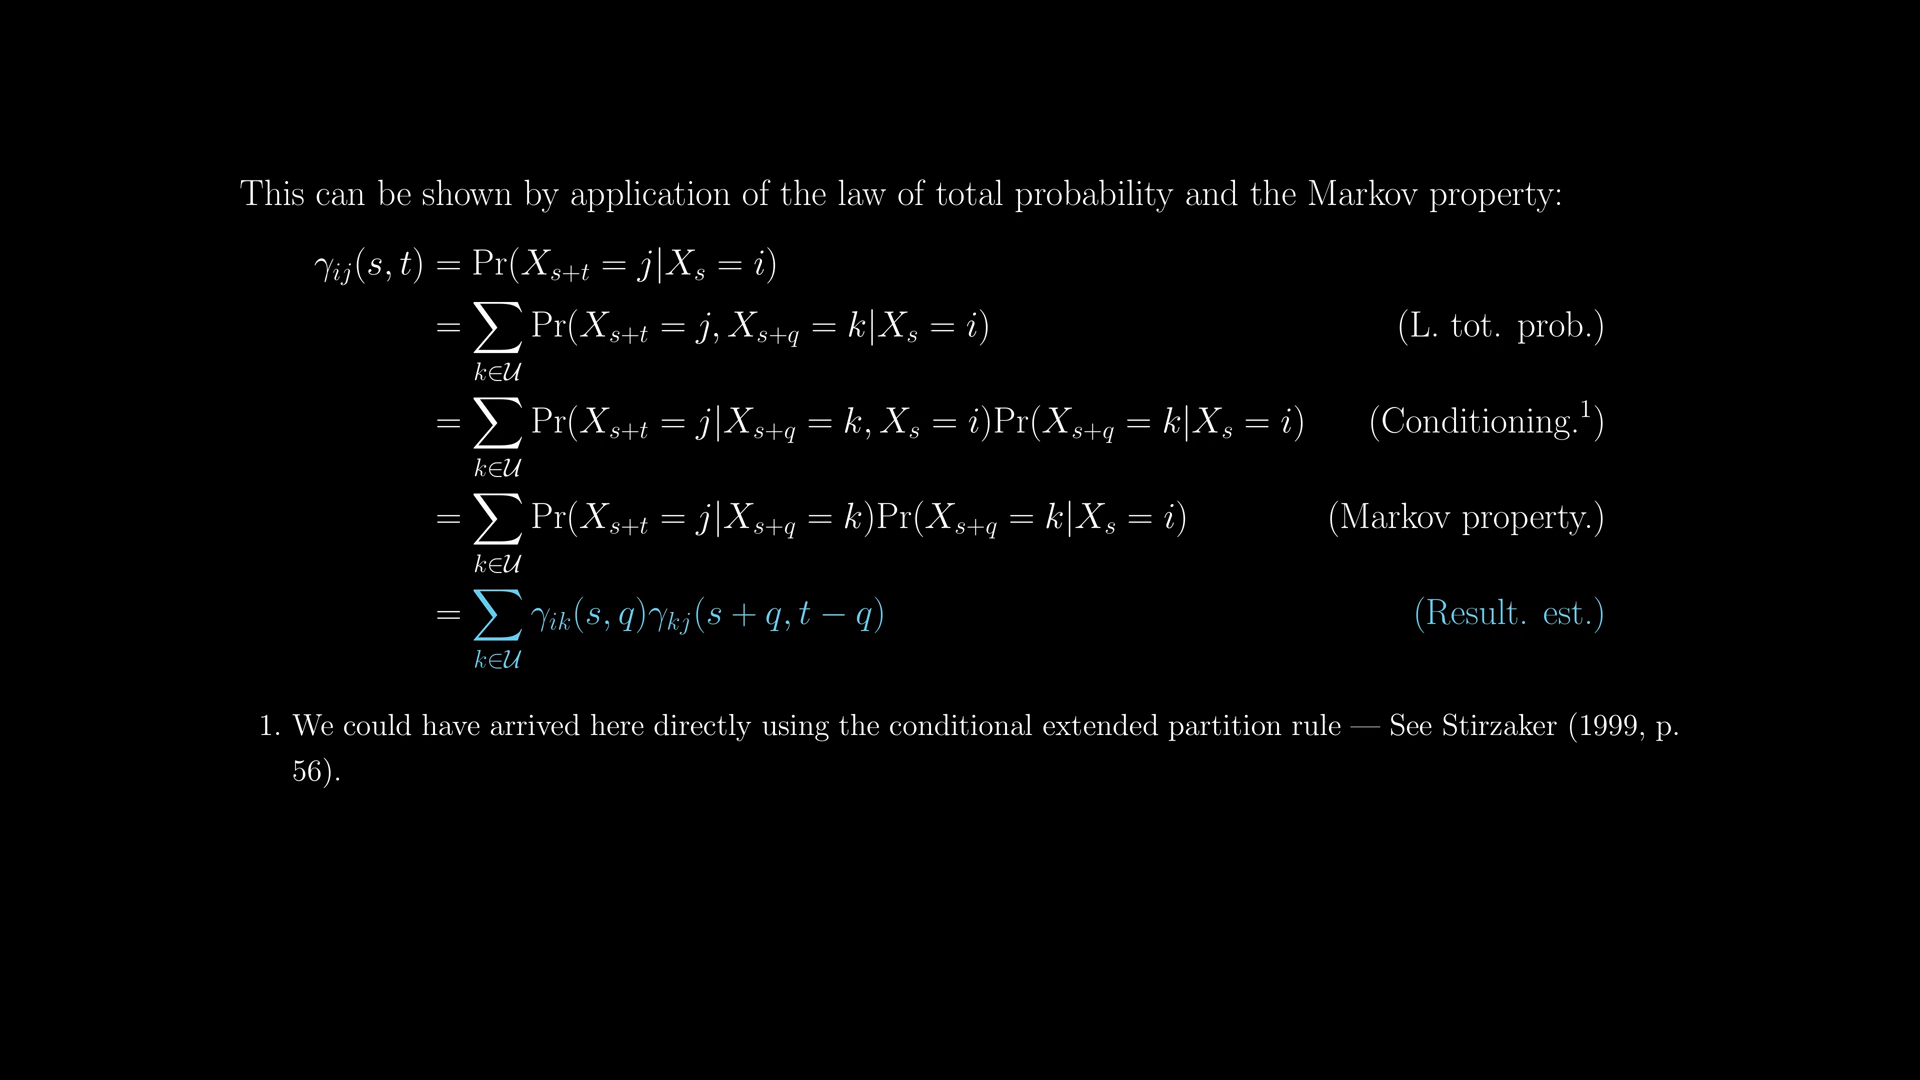 This can be shown by application of the law of total probability and the Markov property:
γ_{ij}(s, t) = Pr(X_{s+t} = j|X_s = i)
= ∑_{k∈𝒰} Pr(X_{s+t} = j, X_{s+q} = k|X_s = i) (L. tot. prob.)
= ∑_{k∈𝒰} Pr(X_{s+t} = j|X_{s+q} = k, X_s = i)Pr(X_{s+q} = k|X_s = i) (Conditioning.¹)
= ∑_{k∈𝒰} Pr(X_{s+t} = j|X_{s+q} = k)Pr(X_{s+q} = k|X_s = i) (Markov property.)
= ∑_{k∈𝒰} γ_{ik}(s, q)γ_{kj}(s + q, t − q) (Result. est.)
1. We could have arrived here directly using the conditional extended partition rule — See Stirzaker (1999, p.
56).